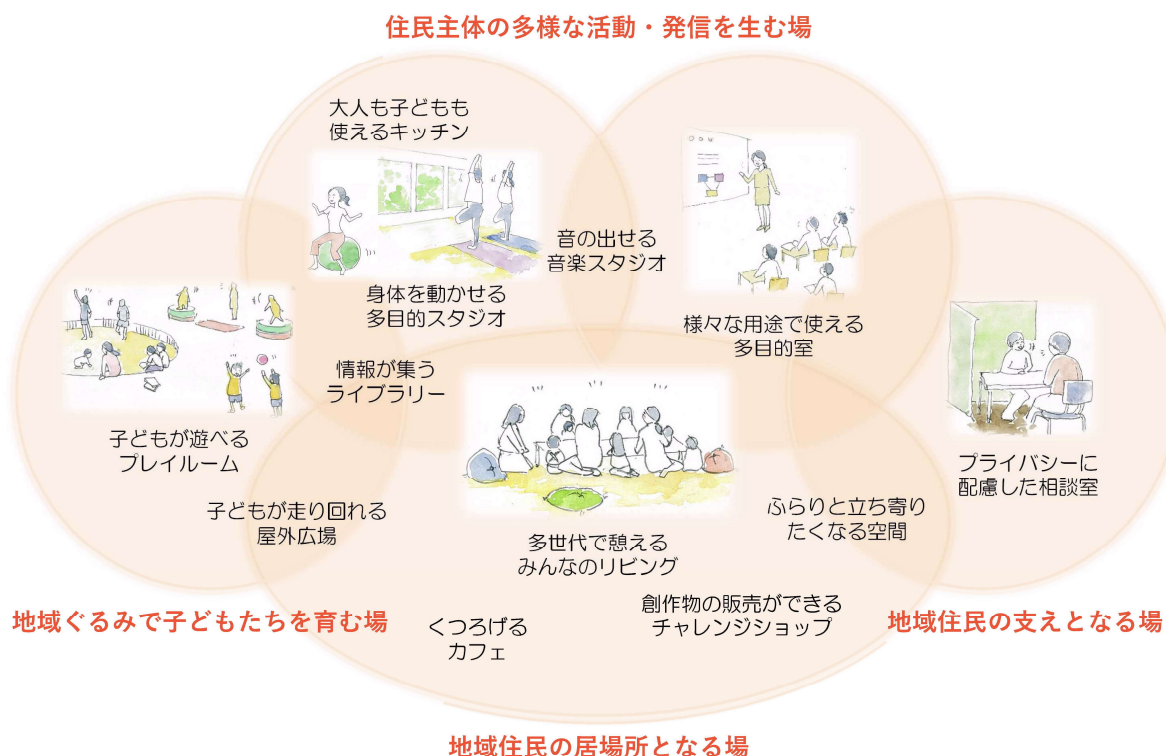 住民主体の多様な活動・発信を生む場
大人も子どもも
使えるキッチン
音の出せる
音楽スタジオ
身体を動かせる
多目的スタジオ
様々な用途で使える
多目的室
情報が集う
ライブラリー
子どもが遊べる
プレイルーム
プライバシーに
配慮した相談室
子どもが走り回れる
屋外広場
ふらりと立ち寄り
たくなる空間
多世代で憩える
みんなのリビング
創作物の販売ができる
チャレンジショップ
くつろげる
カフェ
地域ぐるみで子どもたちを育む場
地域住民の支えとなる場
地域住民の居場所となる場